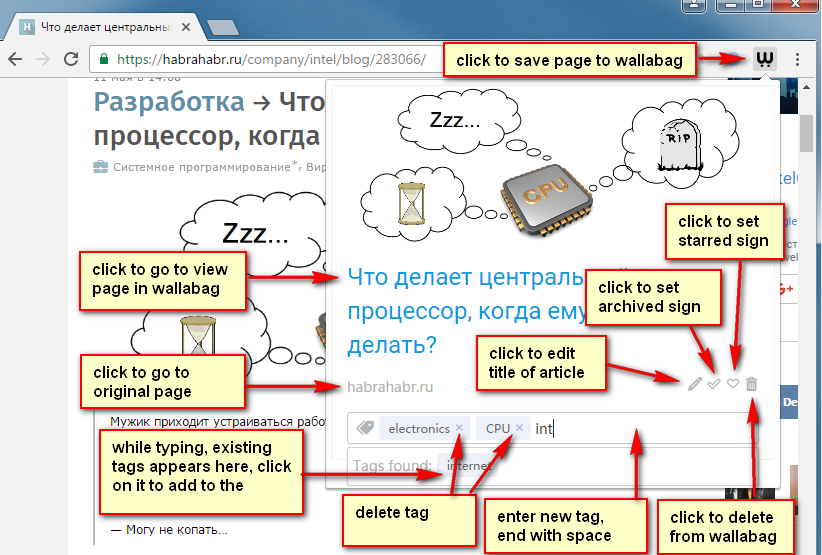 Что делает центральны
https://habrahabr.ru/company/intel/blog/283066/
click to save page to wallabag
Разработка → Что
процессор, когда
Системное программирование*, Вир
Zzz...
CPU
RIP
Zzz...
click to set
starred sign
click to go to view
page in wallabag
Что делает централь
процессор, когда ему
делать?
click to set
archived sign
click to edit
title of article
click to go to
original page
habrahabr.ru
De
Мужик приходит устраиваться рабо
electronics ×
CPU ×
int
while typing, existing
tags appears here, click
on it to add to the
Tags found:
internet
delete tag
enter new tag,
end with space
click to delete
from wallabag
— Могу не копать...